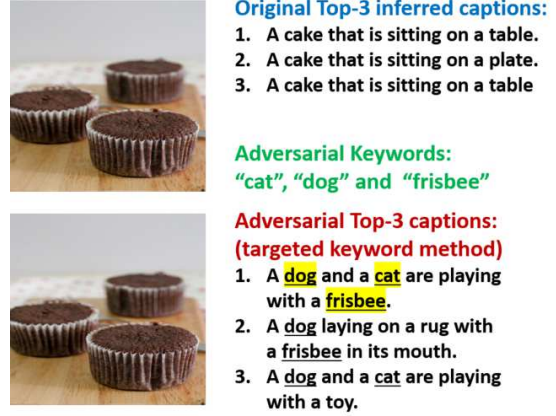 Original Top-3 inferred captions:
1. A cake that is sitting on a table.
2. A cake that is sitting on a plate.
3. A cake that is sitting on a table
Adversarial Keywords:
"cat", "dog" and "frisbee"
Adversarial Top-3 captions:
(targeted keyword method)
1. A dog and a cat are playing
with a frisbee.
2. A dog laying on a rug with
a frisbee in its mouth.
3. A dog and a cat are playing
with a toy.